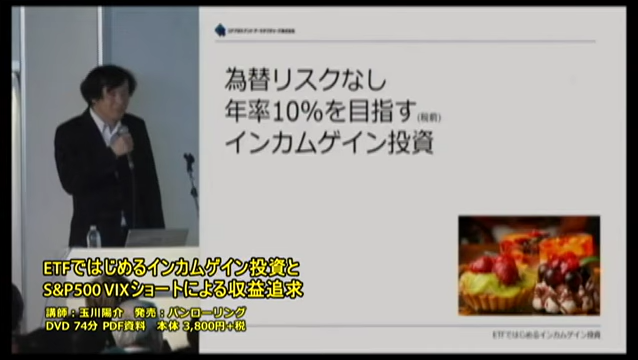 為替リスクなし
年率10%を目指す(税前)
インカムゲイン投資
ETFではじめるインカムゲイン投資と
S&P500 VIXショートによる収益追求
講師：玉川陽介　発売：パンローリング
DVD 74分 PDF資料　本体 3,800円+税
ETFではじめるインカムゲイン投資